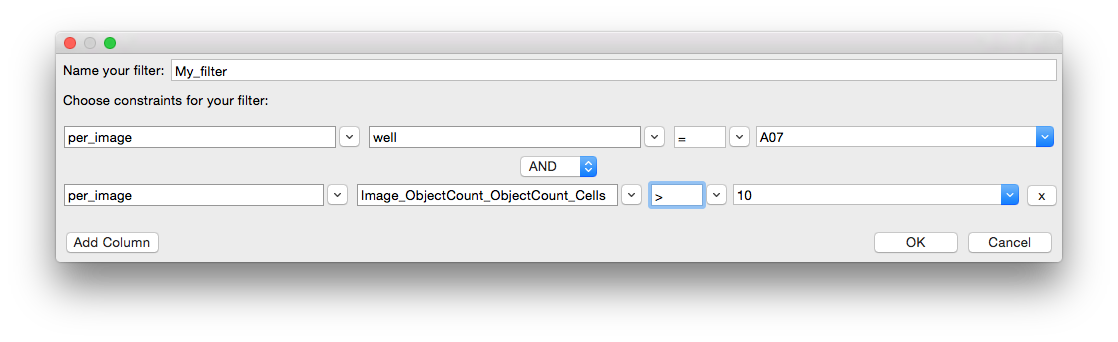 Name your filter: My_filter
Choose constraints for your filter:
per_image well = A07
AND
per_image Image_ObjectCount_ObjectCount_Cells > 10 x
Add Column OK Cancel